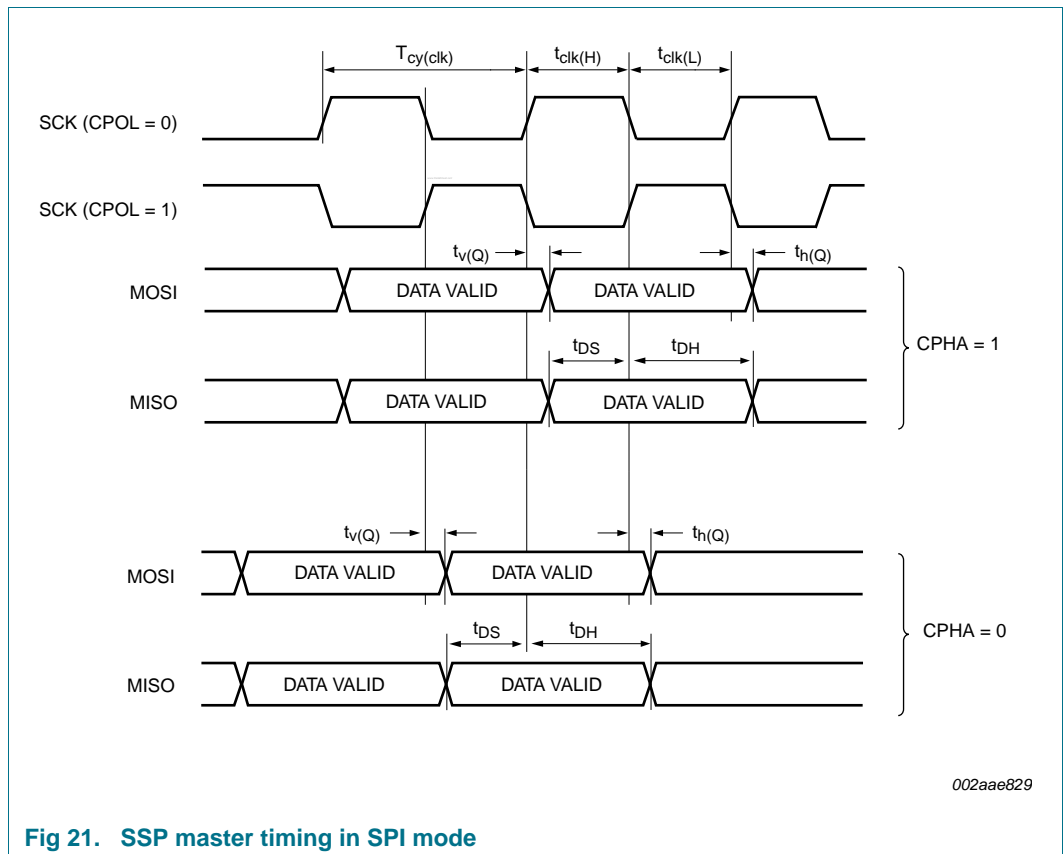 Tcy(clk) tclk(H) tclk(L)
SCK (CPOL = 0)
SCK (CPOL = 1)
tv(Q) th(Q)
MOSI DATA VALID DATA VALID
CPHA = 1
tDS tDH
MISO DATA VALID DATA VALID
tv(Q) th(Q)
MOSI DATA VALID DATA VALID
CPHA = 0
tDS tDH
MISO DATA VALID DATA VALID
002aae829
Fig 21. SSP master timing in SPI mode